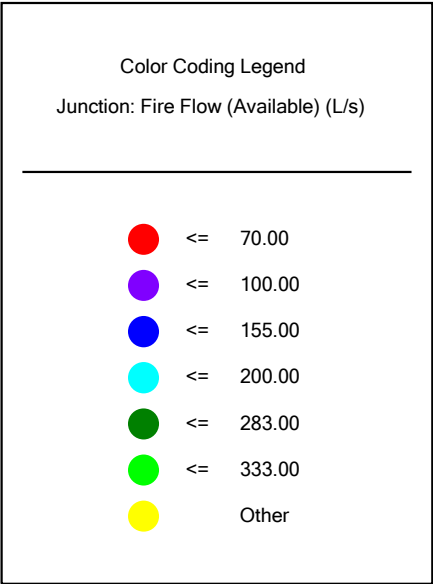 Color Coding Legend
Junction: Fire Flow (Available) (L/s)
<= 70.00
<= 100.00
<= 155.00
<= 200.00
<= 283.00
<= 333.00
Other